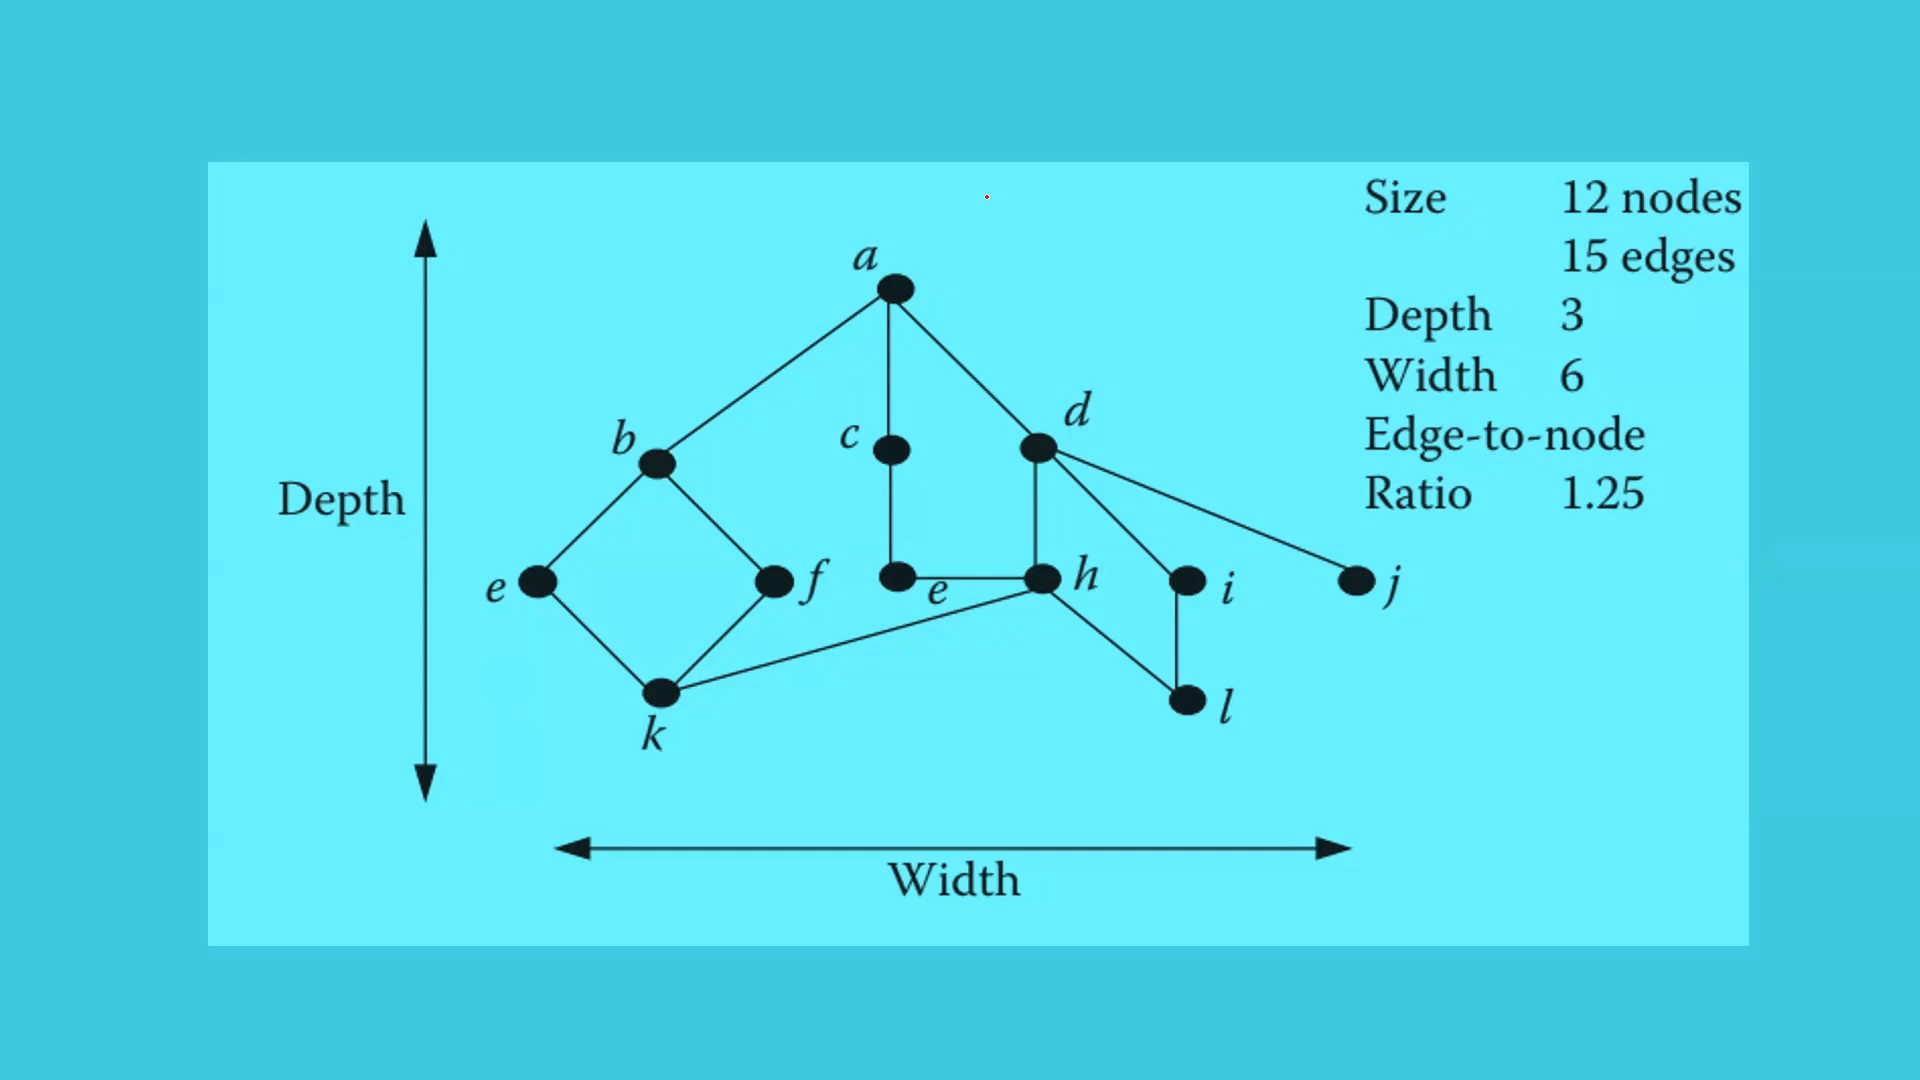 Size 12 nodes
15 edges
Depth 3
Width 6
Edge-to-node
Ratio 1.25
a
b
c
d
Depth
e
f
e
h
i
j
k
l
Width